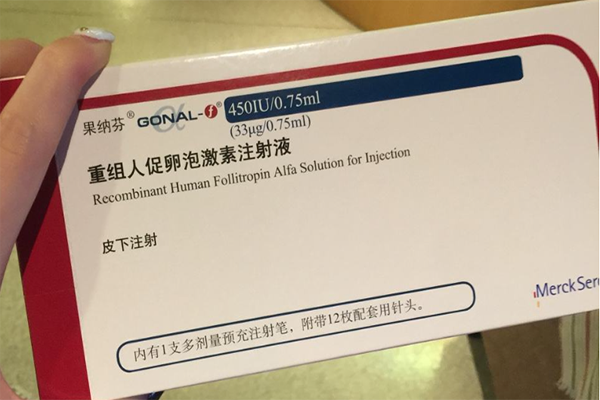 果纳芬® GONAL-f® 450IU/0.75ml
(33μg/0.75ml)
重组人促卵泡激素注射液
Recombinant Human Follitropin Alfa Solution for Injection
皮下注射
Merck Ser
内有1支多剂量预充注射笔，附带12枚配套用针头。